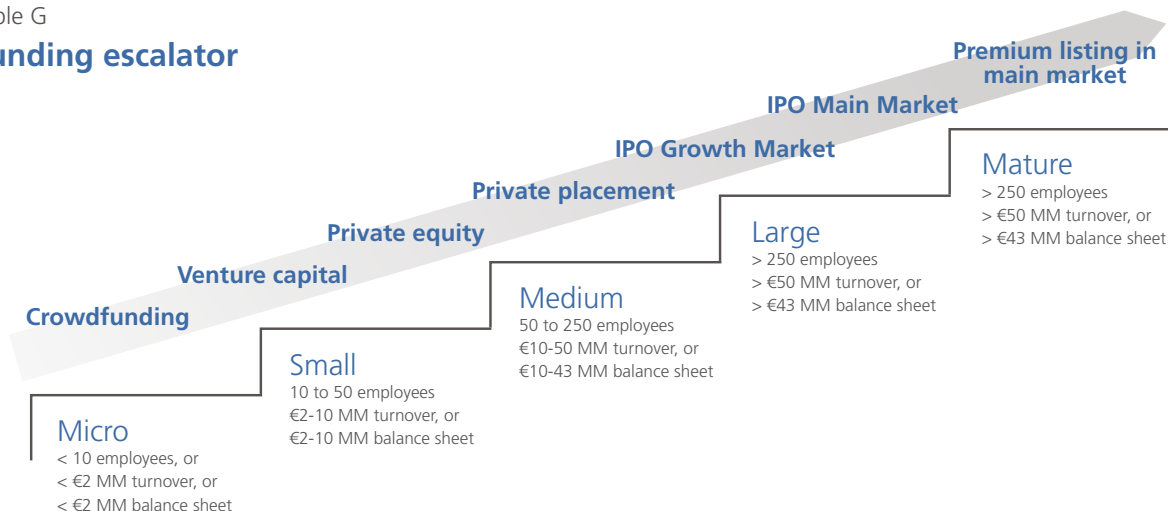 ble G
unding escalator
Premium listing in
main market
IPO Main Market
IPO Growth Market
Private placement
Private equity
Venture capital
Crowdfunding
Mature
> 250 employees
> €50 MM turnover, or
> €43 MM balance sheet
Large
> 250 employees
> €50 MM turnover, or
> €43 MM balance sheet
Medium
50 to 250 employees
€10-50 MM turnover, or
€10-43 MM balance sheet
Small
10 to 50 employees
€2-10 MM turnover, or
€2-10 MM balance sheet
Micro
< 10 employees, or
< €2 MM turnover, or
< €2 MM balance sheet